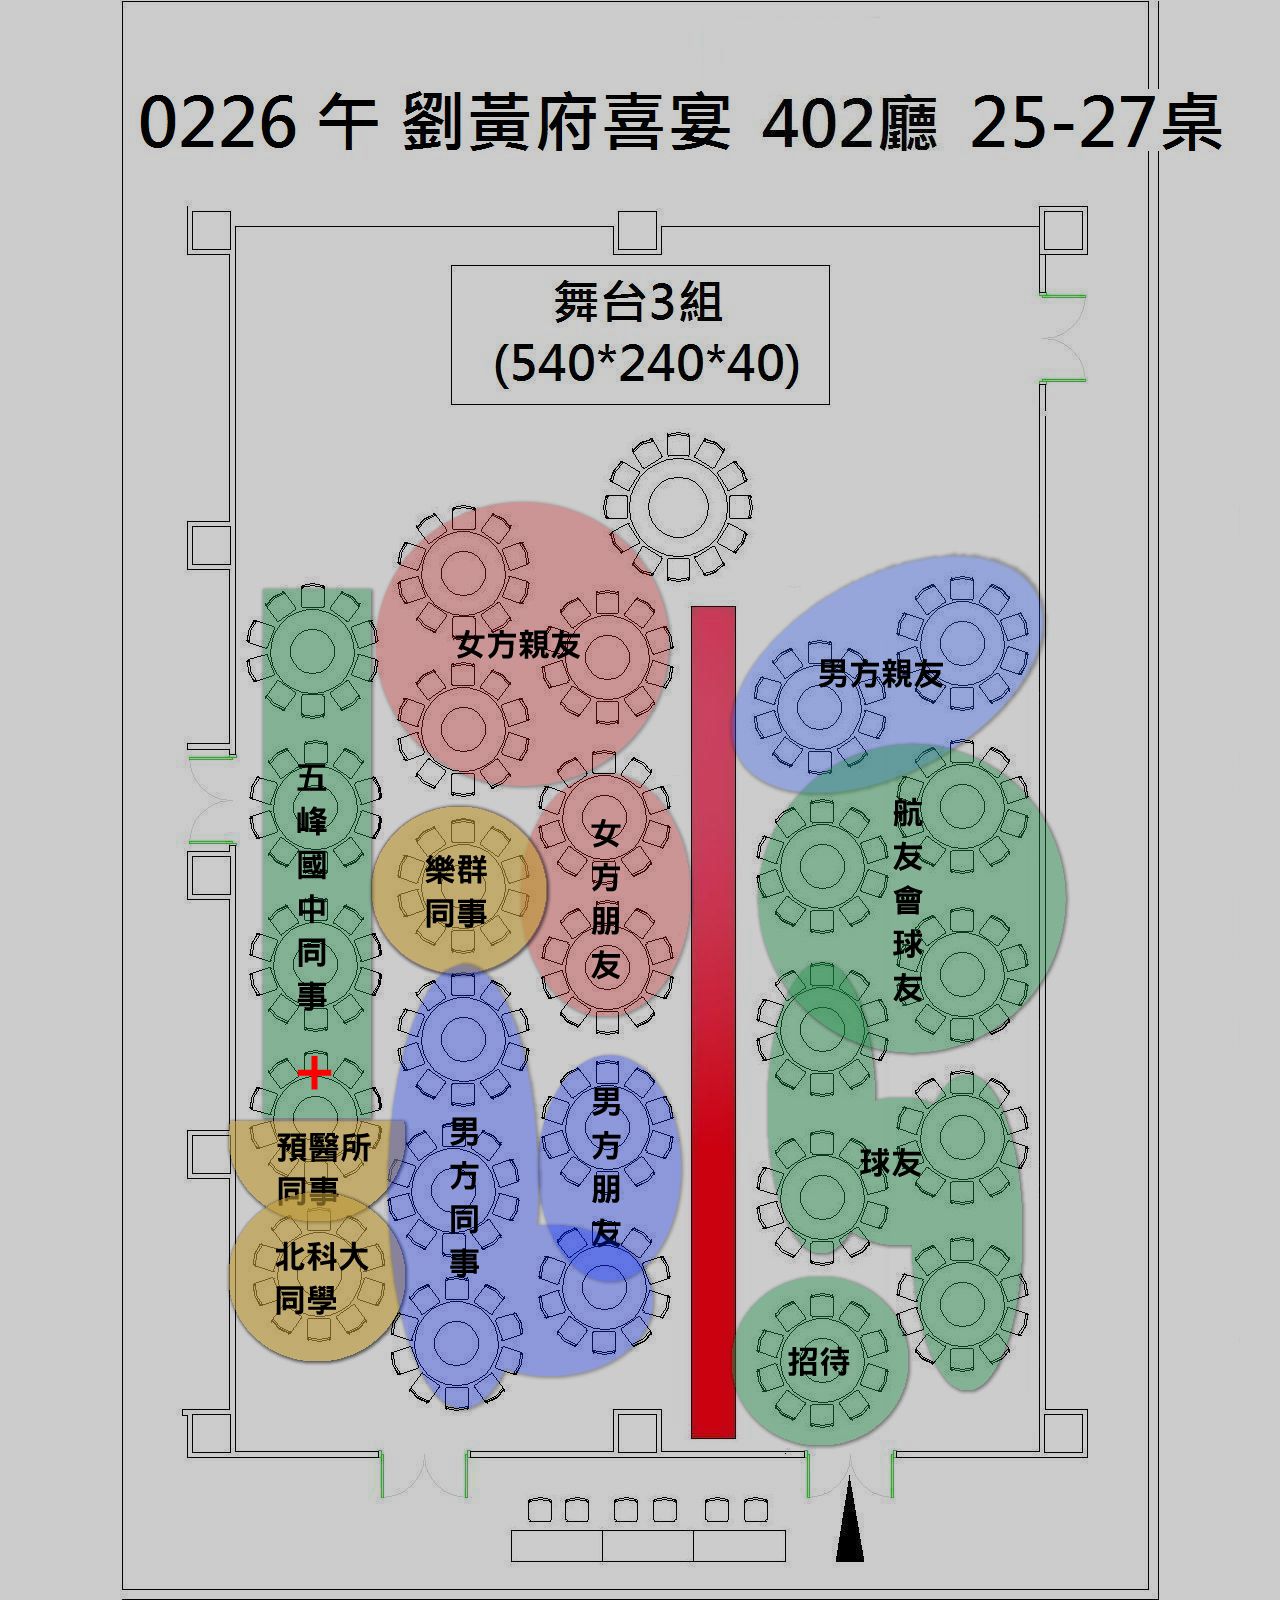 0226 午 劉黃府喜宴 402廳 25-27桌
舞台3組
(540*240*40)
女方親友
男方親友
五峰國中同事
樂群
同事
女方朋友
航友會球友
+
預醫所
同事
北科大
同學
男方同事
男方朋友
球友
招待